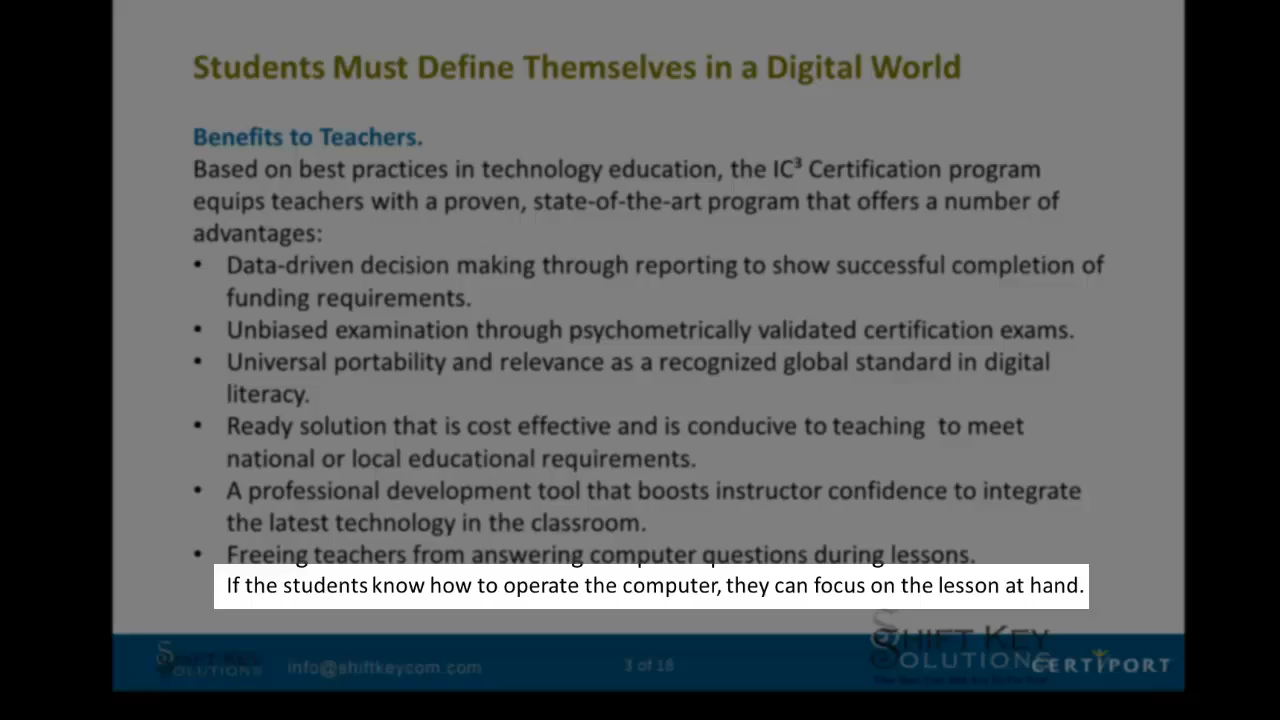 Students Must Define Themselves in a Digital World
Benefits to Teachers.
Based on best practices in technology education, the IC³ Certification program
equips teachers with a proven, state-of-the-art program that offers a number of
advantages:
• Data-driven decision making through reporting to show successful completion of
funding requirements.
• Unbiased examination through psychometrically validated certification exams.
• Universal portability and relevance as a recognized global standard in digital
literacy.
• Ready solution that is cost effective and is conducive to teaching  to meet
national or local educational requirements.
• A professional development tool that boosts instructor confidence to integrate
the latest technology in the classroom.
• Freeing teachers from answering computer questions during lessons.
If the students know how to operate the computer, they can focus on the lesson at hand.
SHIFT KEY
SOLUTIONS
info@shiftkeycom.com
3 of 18
SHIFT KEY
SOLUTIONS
CERTIPORT